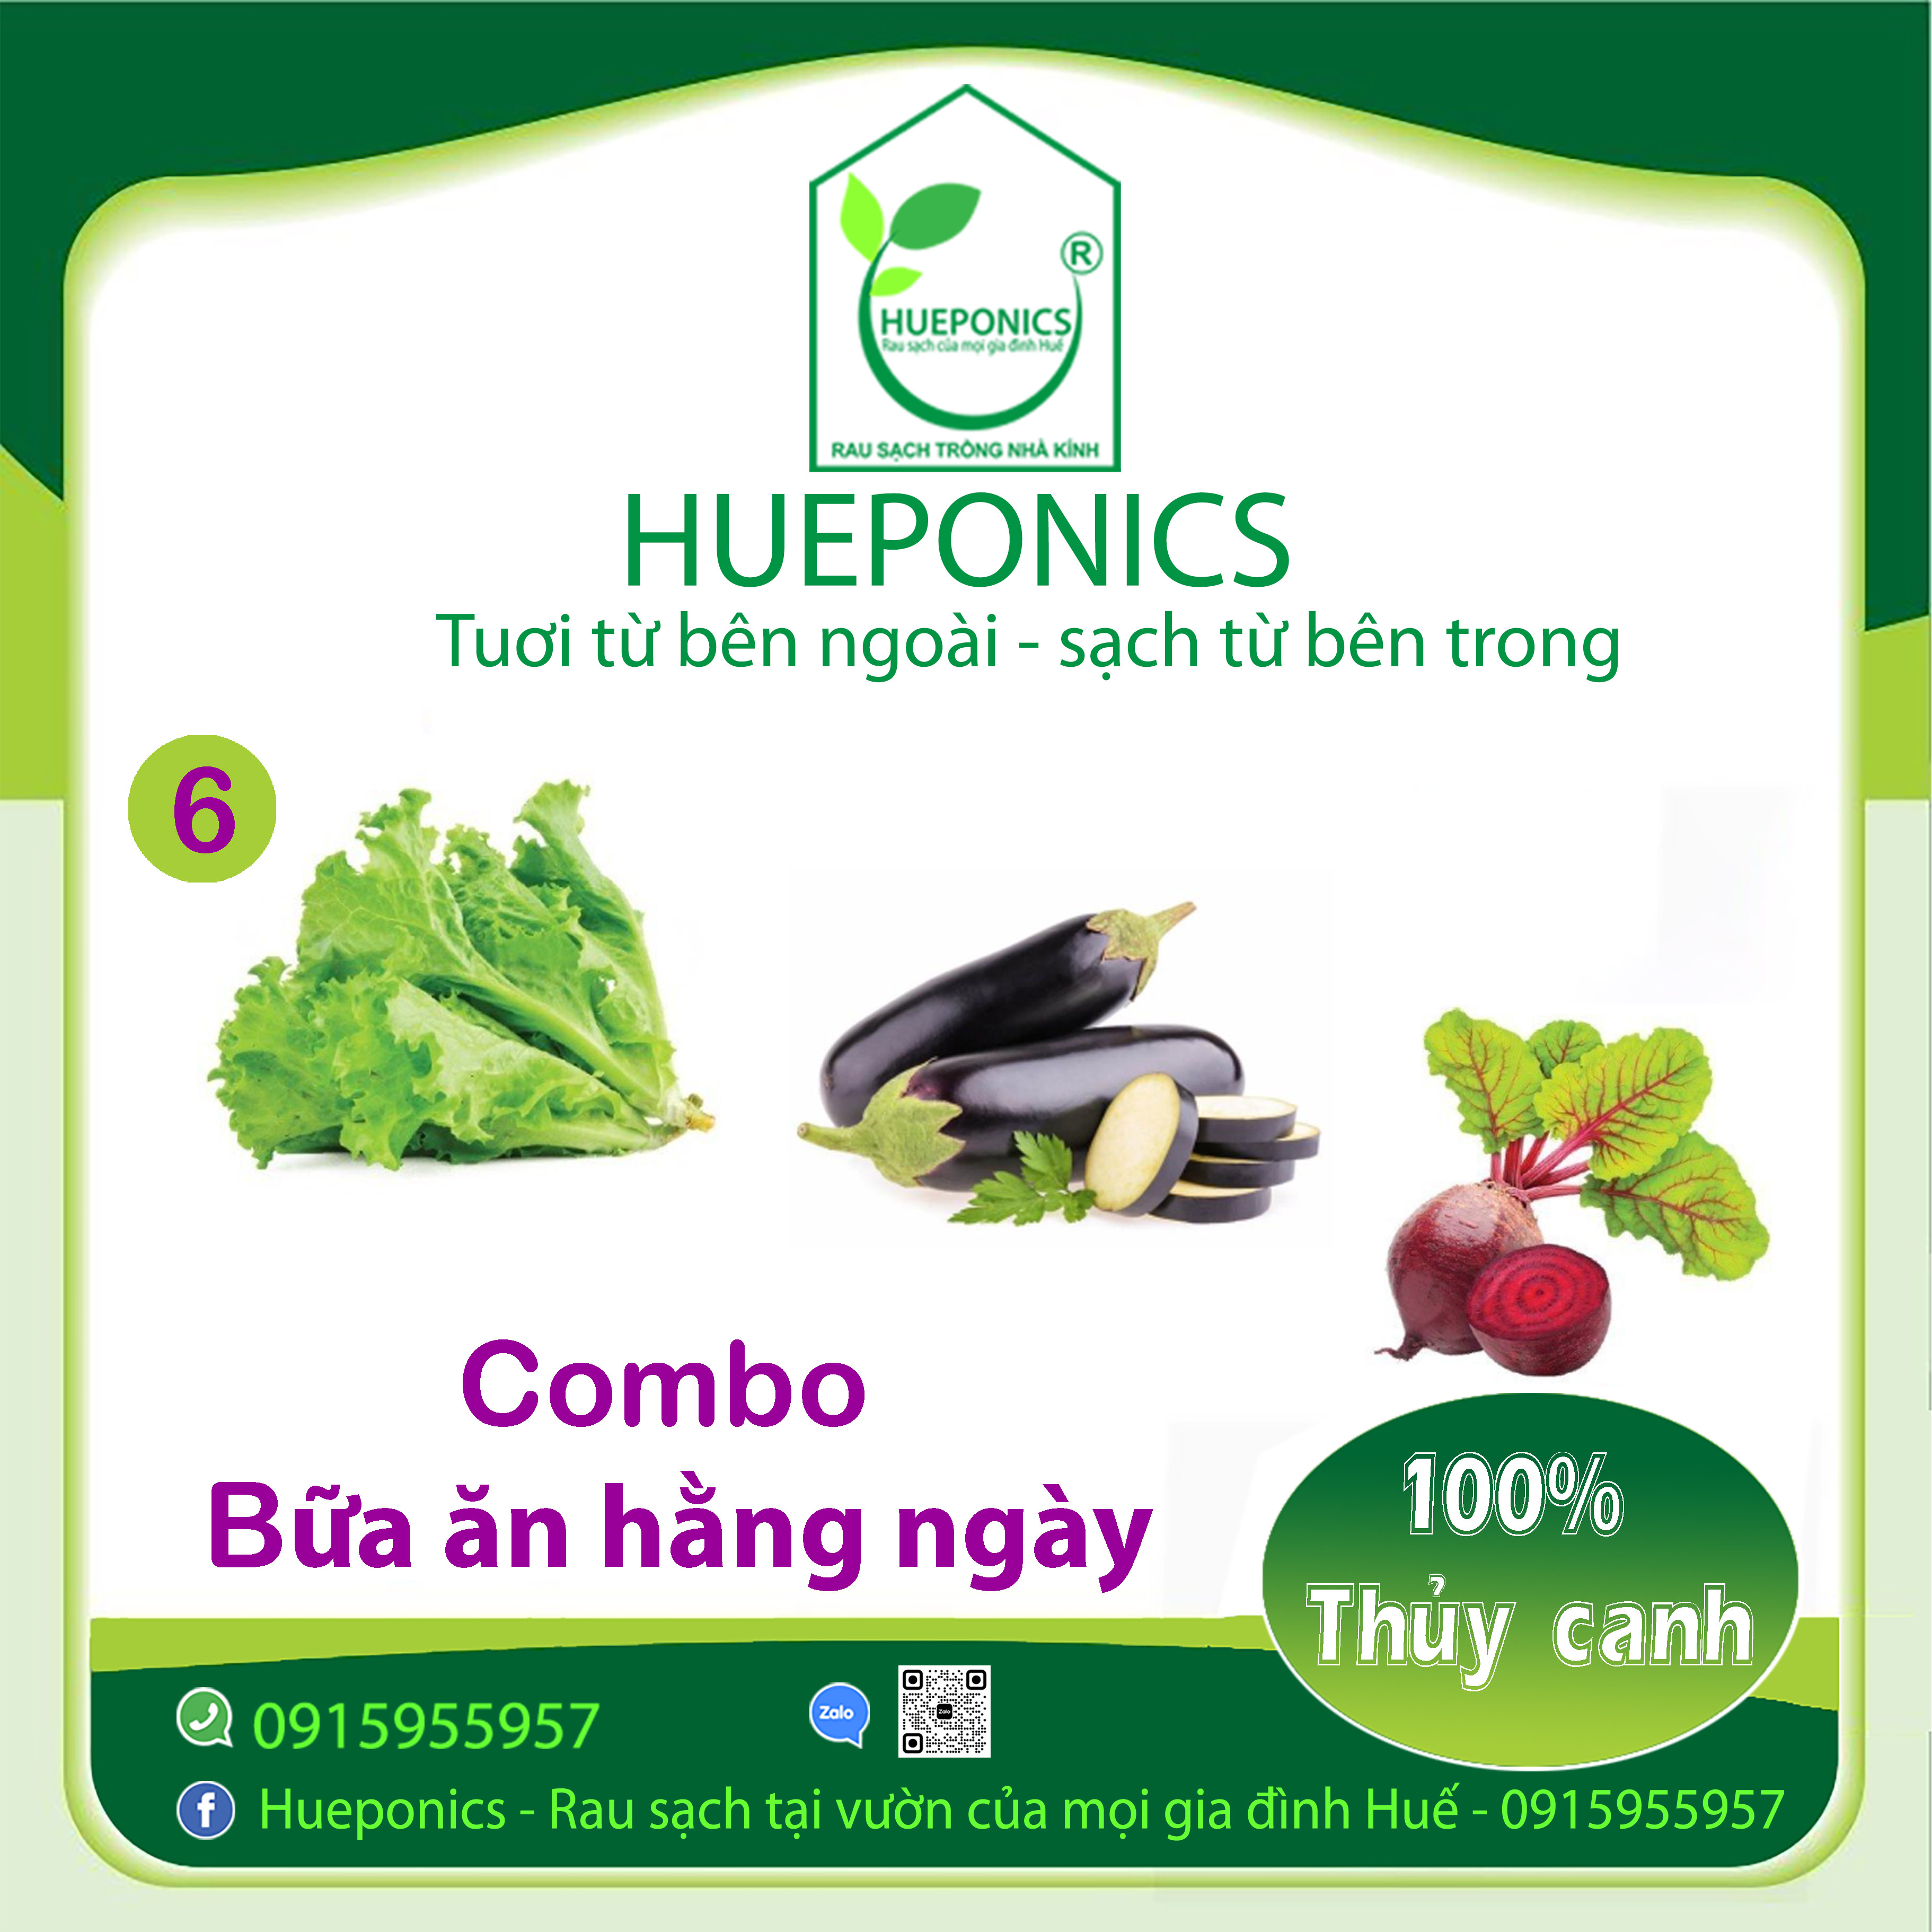 ®
HUEPONICS
Rau sạch của mọi gia đình Huế
RAU SẠCH TRỒNG NHÀ KÍNH
HUEPONICS
Tươi từ bên ngoài - sạch từ bên trong
6
Combo
Bữa ăn hằng ngày
100%
Thủy canh
0915955957
Zalo
Zalo
Hueponics - Rau sạch tại vườn của mọi gia đình Huế - 0915955957